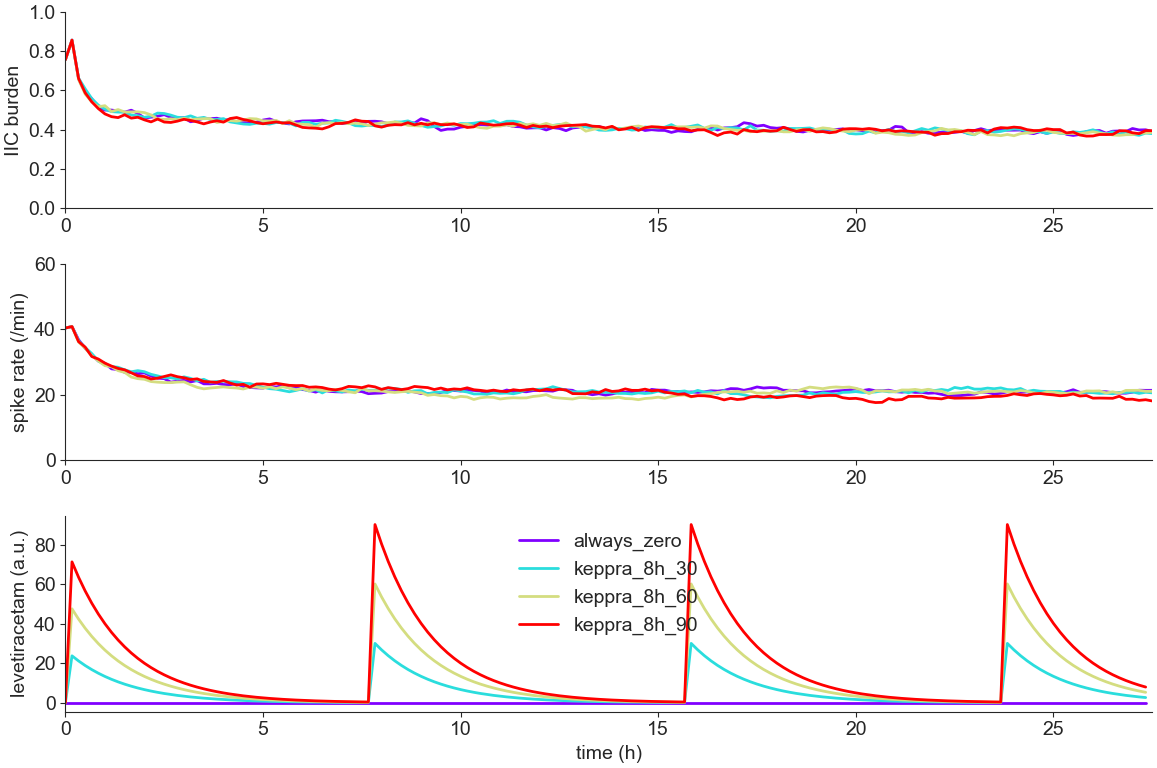 1.0
0.8
0.6
0.4
0.2
0.0
IIC burden
0 5 10 15 20 25
60
40
20
0
spike rate (/min)
0 5 10 15 20 25
80
60
40
20
0
levetiracetam (a.u.)
always_zero
keppra_8h_30
keppra_8h_60
keppra_8h_90
0 5 10 15 20 25
time (h)